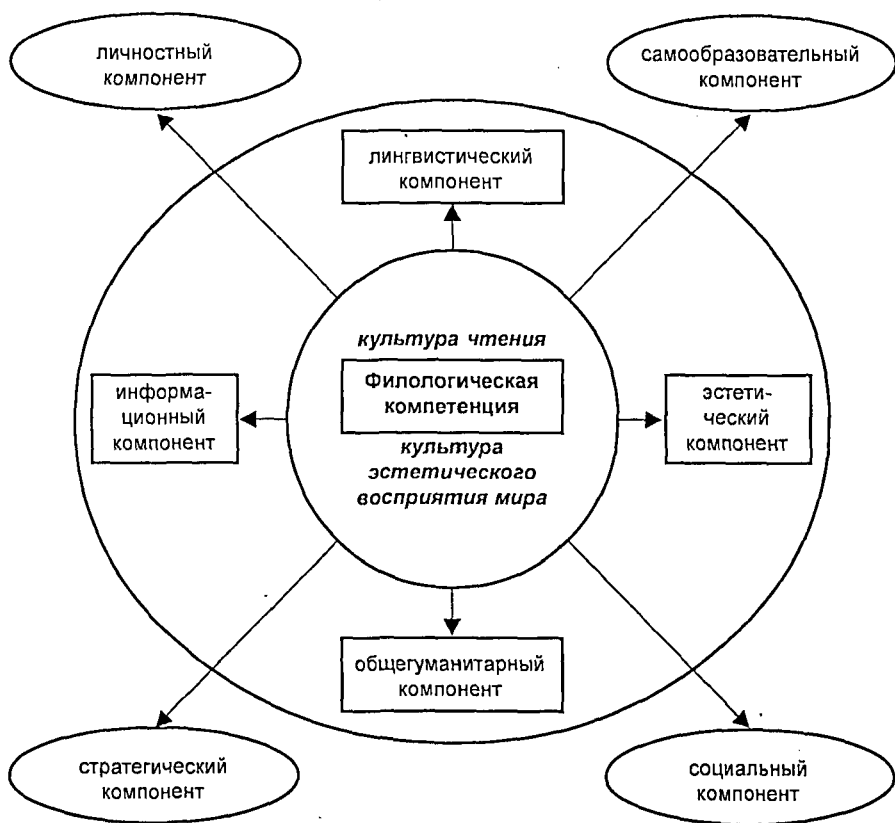 личностный
компонент
самообразовательный
компонент
лингвистический
компонент
культура чтения
Филологическая
компетенция
культура
эстетического
восприятия мира
информа-
ционный
компонент
эстети-
ческий
компонент
общегуманитарный
компонент
стратегический
компонент
социальный
компонент